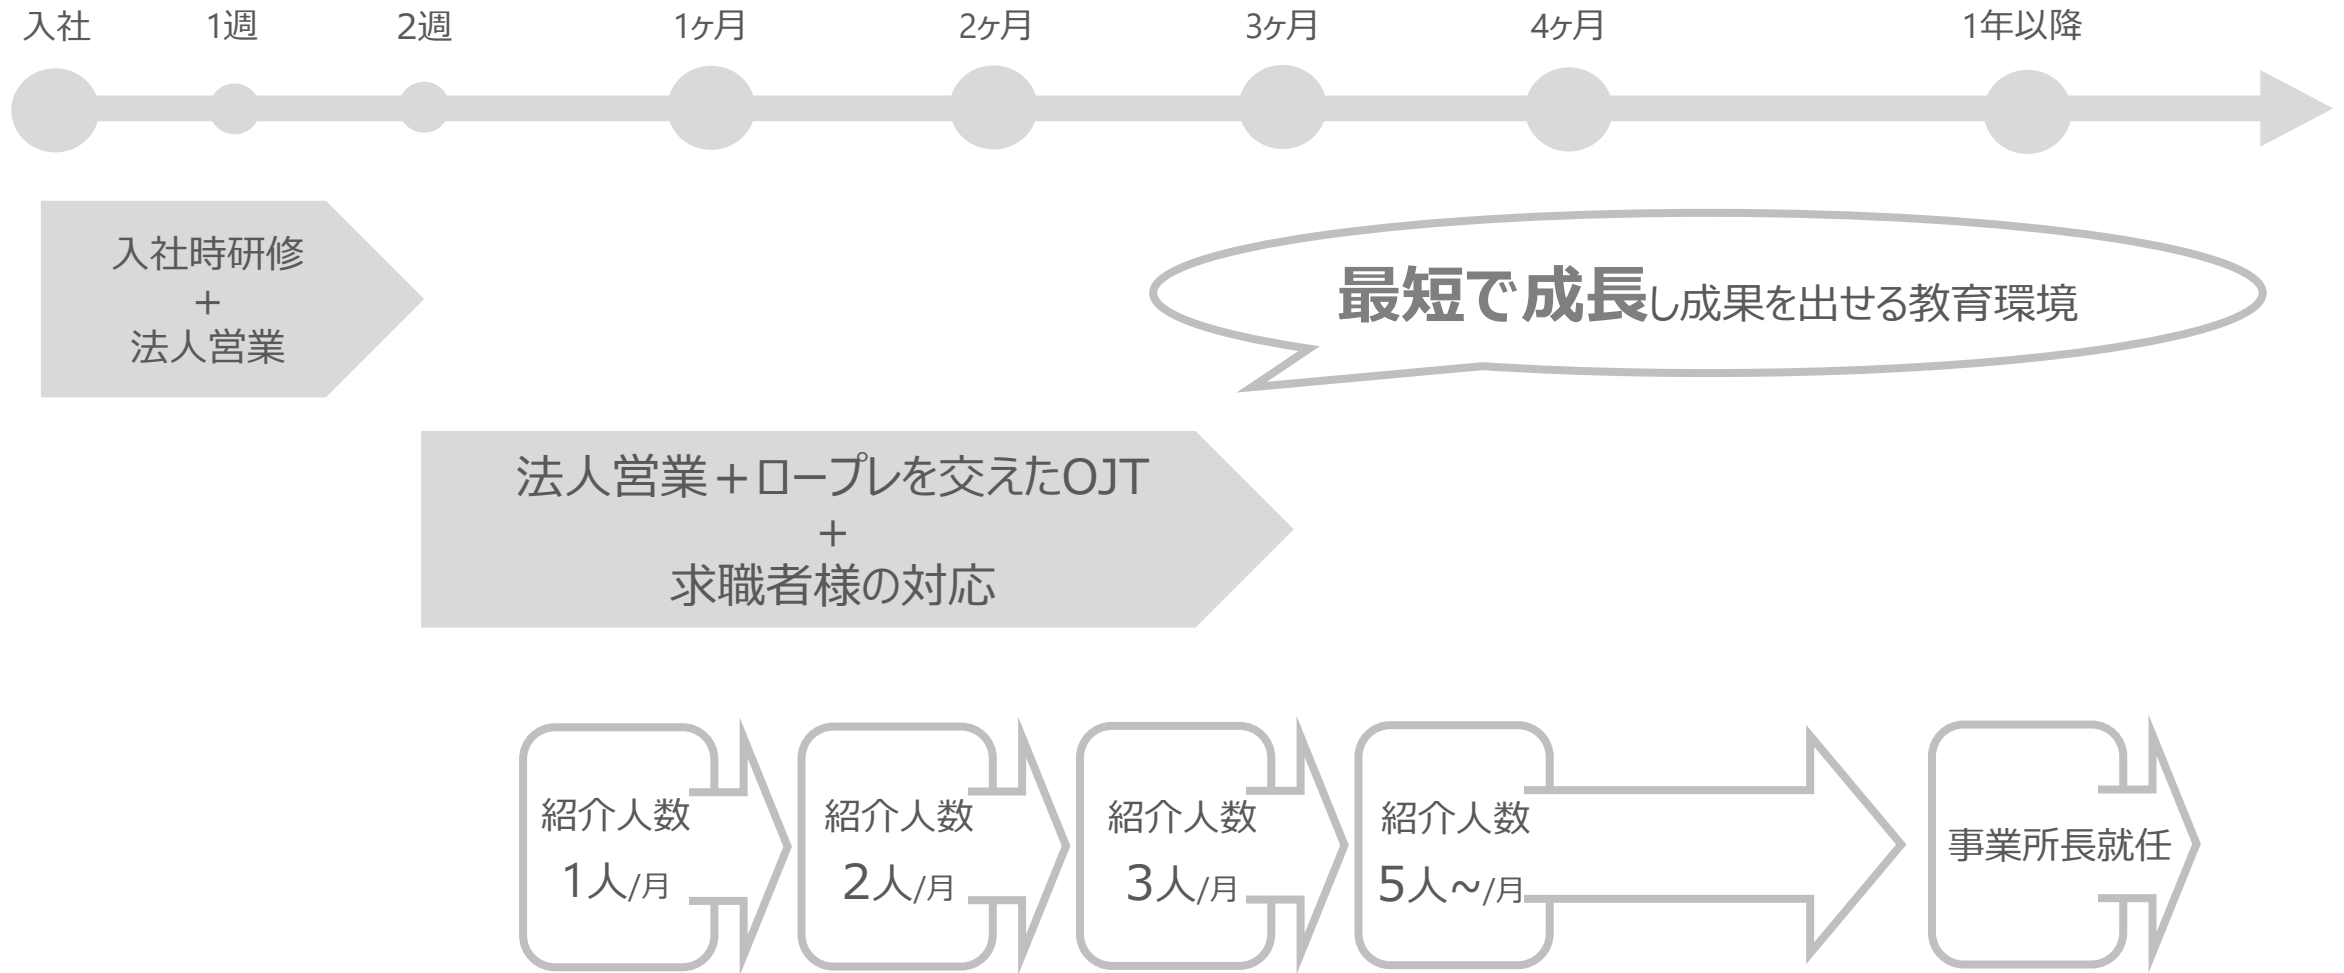 入社 1週 2週 1ヶ月 2ヶ月 3ヶ月 4ヶ月 1年以降
入社時研修
+
法人営業
最短で成長し成果を出せる教育環境
法人営業+ロープレを交えたOJT
+
求職者様の対応
紹介人数
1人/月
紹介人数
2人/月
紹介人数
3人/月
紹介人数
5人~/月
事業所長就任